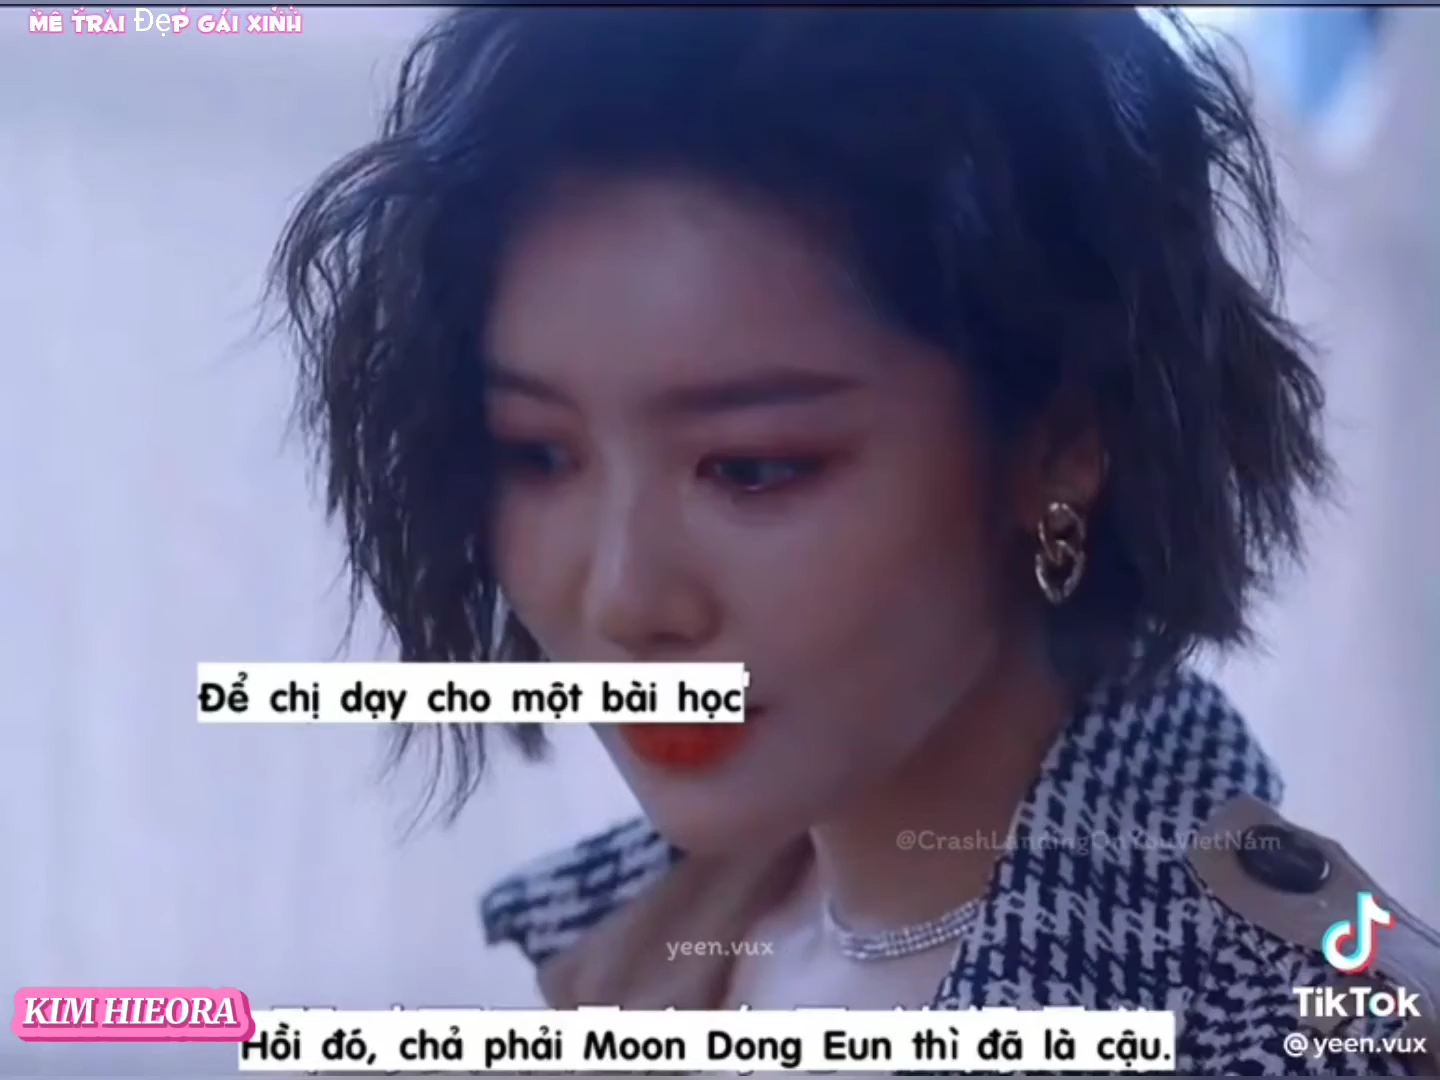 MÊ TRAI ĐẸP GÁI XINH
Để chị dạy cho một bài học
@CrashLandingOnYouVietNam
yeen.vux
KIM HIEORA
Hồi đó, chả phải Moon Dong Eun thì đã là cậu.
TikTok
@yeen.vux